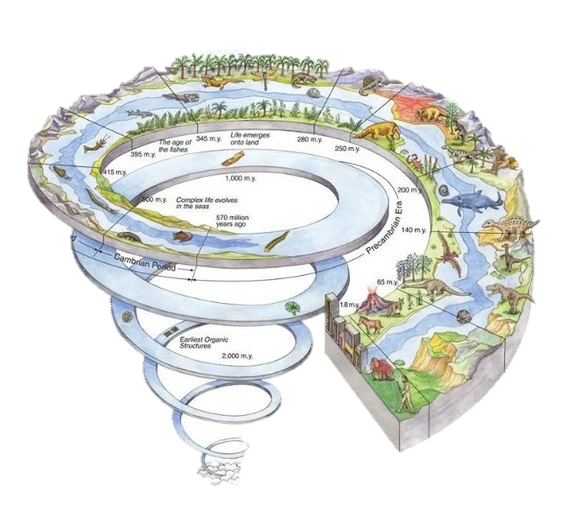 345 m.y.
Life emerges
onto land
280 m.y.
250 m.y.
The age of
the fishes
395 m.y.
415 m.y.
200 m.y.
1,000 m.y.
Complex life evolves
in the seas
570 million
years ago
140 m.y.
Precambrian Era
Cambrian Period
65 m.y.
1.8 m.y.
Earliest Organic
Structures
2,000 m.y.